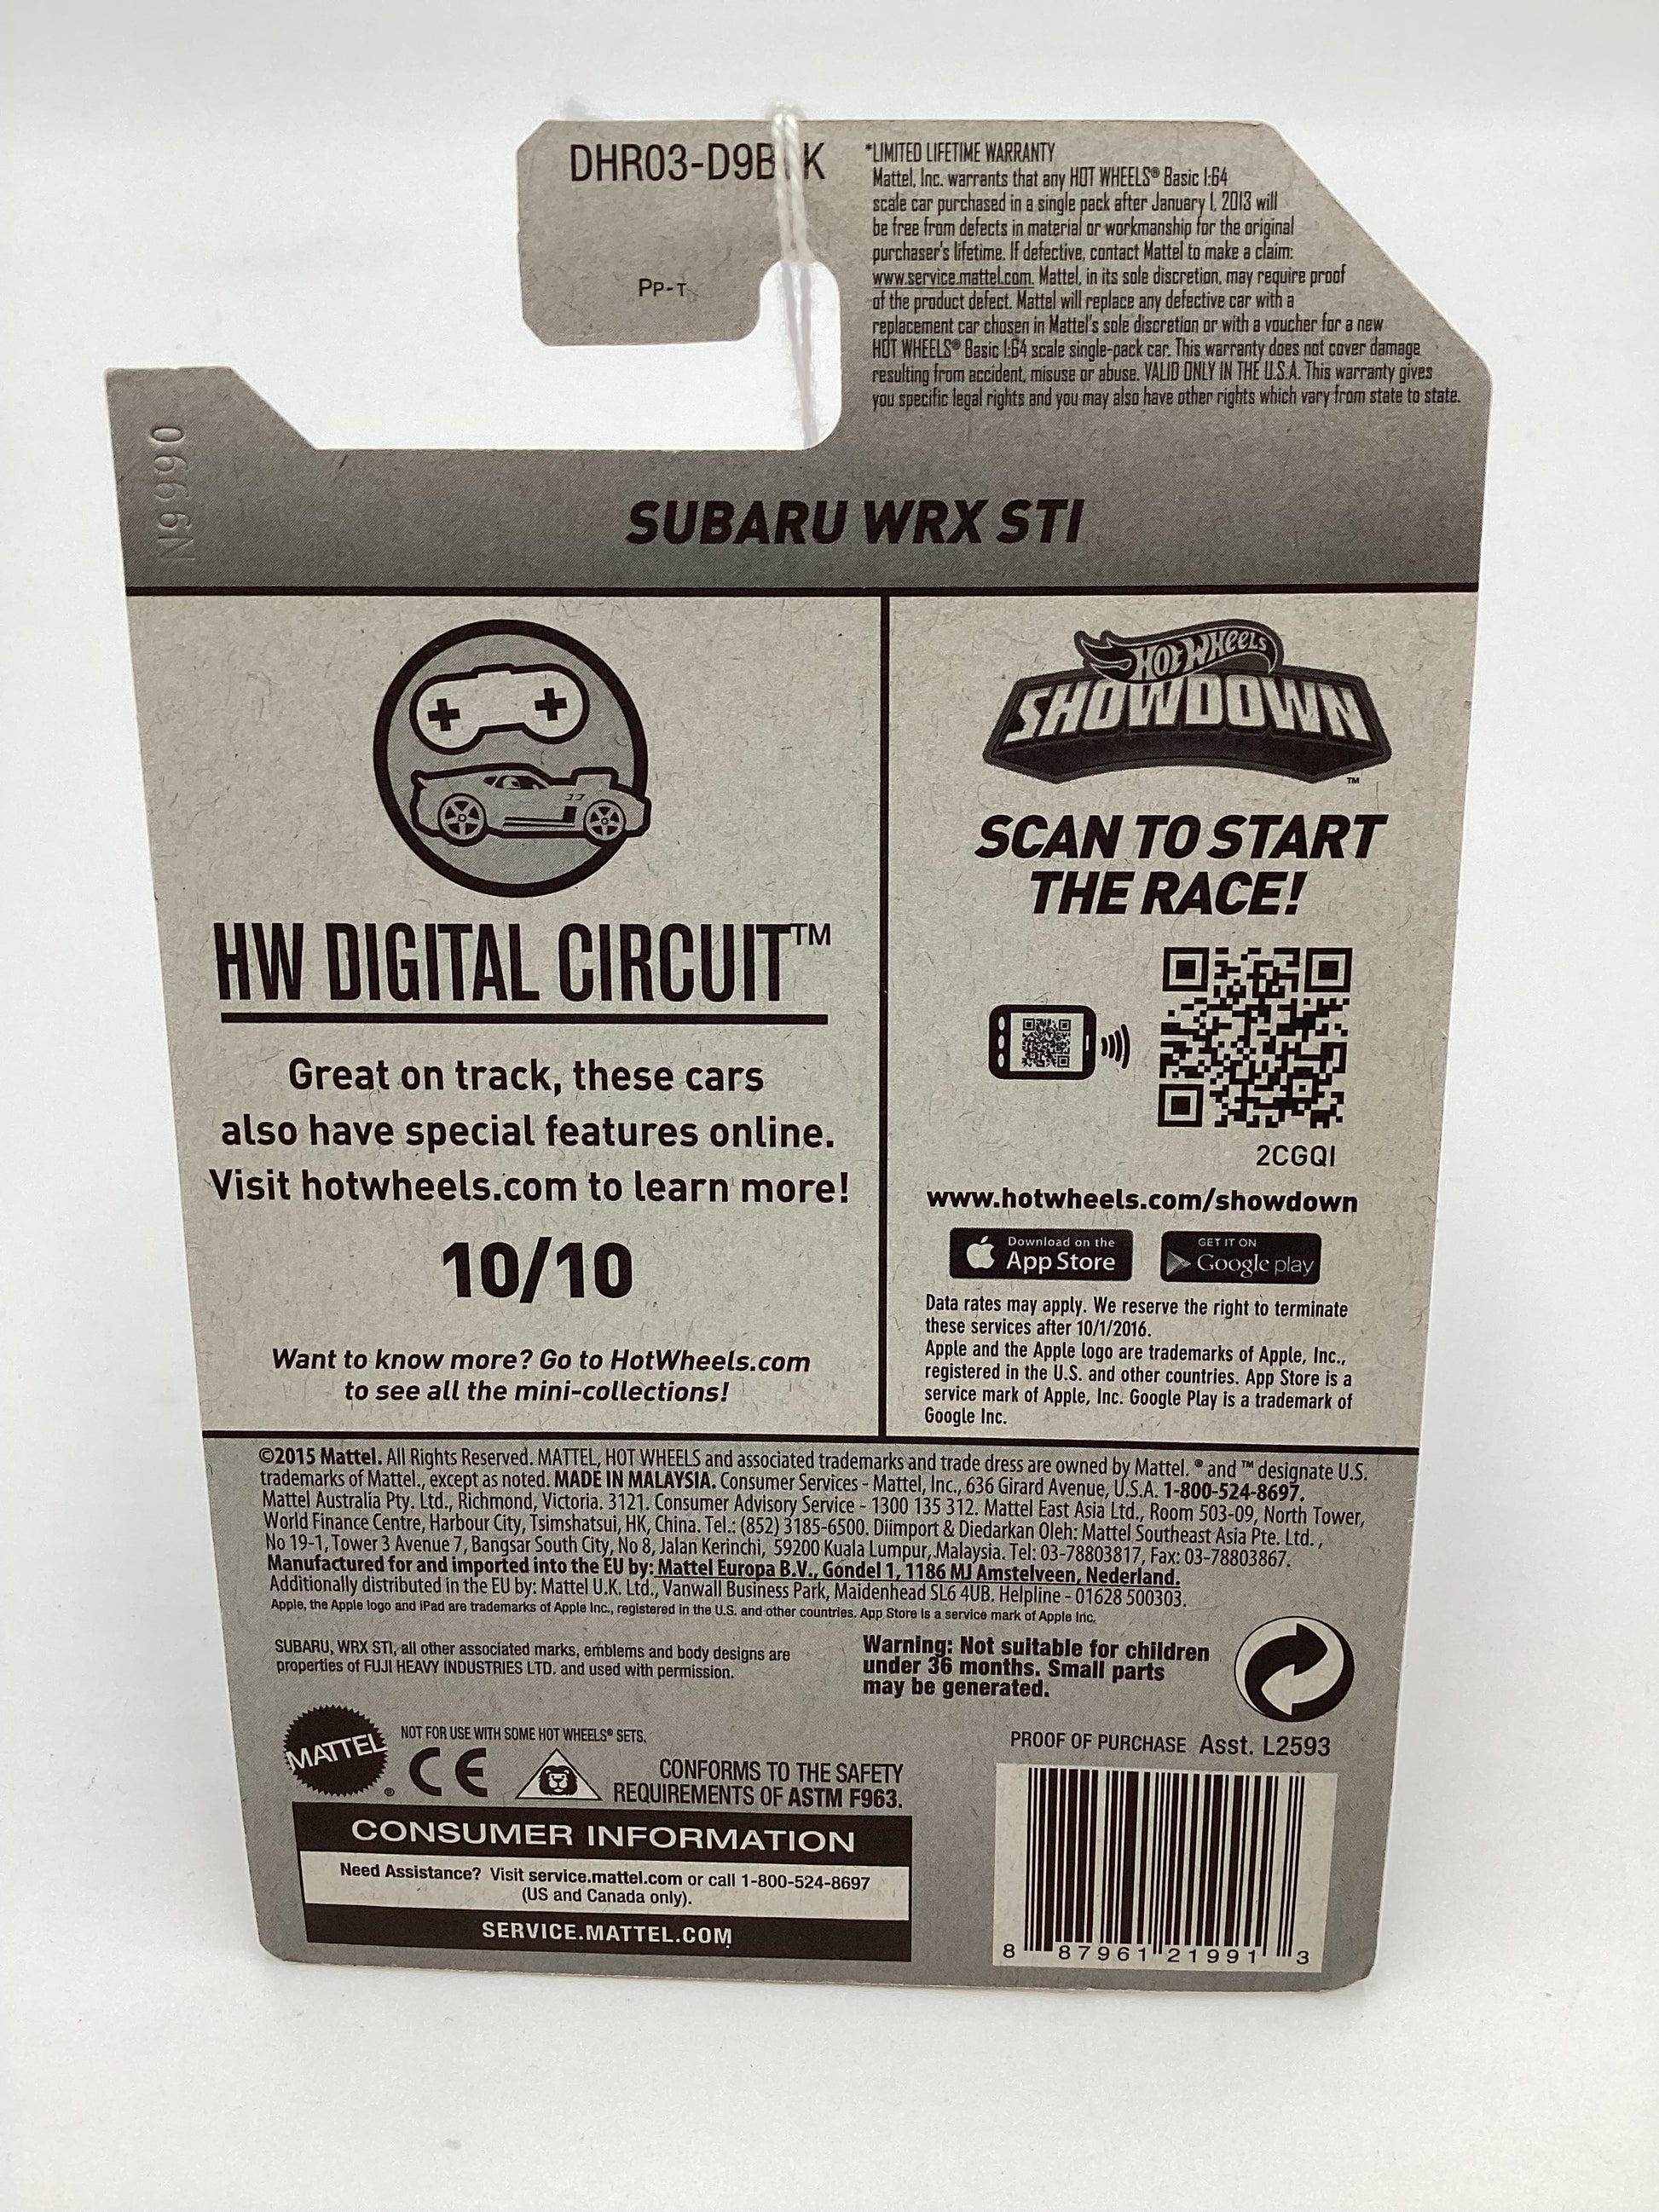 DHR03-D9B
K
Pp-T
*LIMITED LIFETIME WARRANTY
Mattel, Inc. warrants that any HOT WHEELS® Basic 1:64
scale car purchased in a single pack after January 1, 2013 will
be free from defects in material or workmanship for the original
purchaser's lifetime. If defective, contact Mattel to make a claim:
www.service.mattel.com. Mattel, in its sole discretion, may require proof
of the product defect. Mattel will replace any defective car with a
replacement car chosen in Mattel's sole discretion or with a voucher for a new
HOT WHEELS® Basic 1:64 scale single-pack car. This warranty does not cover damage
resulting from accident, misuse or abuse. VALID ONLY IN THE U.S.A. This warranty gives
you specific legal rights and you may also have other rights which vary from state to state.
N9990
SUBARU WRX STI
HW DIGITAL CIRCUIT™
Great on track, these cars
also have special features online.
Visit hotwheels.com to learn more!
10/10
Want to know more? Go to HotWheels.com
to see all the mini-collections!
HOT WHEELS
SHOWDOWN
™
SCAN TO START
THE RACE!
2CGQI
www.hotwheels.com/showdown
Download on the
App Store
GET IT ON
Google play
Data rates may apply. We reserve the right to terminate
these services after 10/1/2016.
Apple and the Apple logo are trademarks of Apple, Inc.,
registered in the U.S. and other countries. App Store is a
service mark of Apple, Inc. Google Play is a trademark of
Google Inc.
©2015 Mattel. All Rights Reserved. MATTEL, HOT WHEELS and associated trademarks and trade dress are owned by Mattel. ® and ™ designate U.S.
trademarks of Mattel., except as noted. MADE IN MALAYSIA. Consumer Services - Mattel, Inc., 636 Girard Avenue, U.S.A. 1-800-524-8697.
Mattel Australia Pty. Ltd., Richmond, Victoria. 3121. Consumer Advisory Service - 1300 135 312. Mattel East Asia Ltd., Room 503-09, North Tower,
World Finance Centre, Harbour City, Tsimshatsui, HK, China. Tel.: (852) 3185-6500. Diimport & Diedarkan Oleh: Mattel Southeast Asia Pte. Ltd.,
No 19-1, Tower 3 Avenue 7, Bangsar South City, No 8, Jalan Kerinchi, 59200 Kuala Lumpur, Malaysia. Tel: 03-78803817, Fax: 03-78803867.
Manufactured for and imported into the EU by: Mattel Europa B.V., Gondel 1, 1186 MJ Amstelveen, Nederland.
Additionally distributed in the EU by: Mattel U.K. Ltd., Vanwall Business Park, Maidenhead SL6 4UB. Helpline - 01628 500303.
Apple, the Apple logo and iPad are trademarks of Apple Inc., registered in the U.S. and other countries. App Store is a service mark of Apple Inc.
SUBARU, WRX STI, all other associated marks, emblems and body designs are
properties of FUJI HEAVY INDUSTRIES LTD. and used with permission.
Warning: Not suitable for children
under 36 months. Small parts
may be generated.
MATTEL®
NOT FOR USE WITH SOME HOT WHEELS® SETS.
CE
CONFORMS TO THE SAFETY
REQUIREMENTS OF ASTM F963.
PROOF OF PURCHASE Asst. L2593
CONSUMER INFORMATION
Need Assistance? Visit service.mattel.com or call 1-800-524-8697
(US and Canada only).
SERVICE.MATTEL.COM
8 87961 21991 3